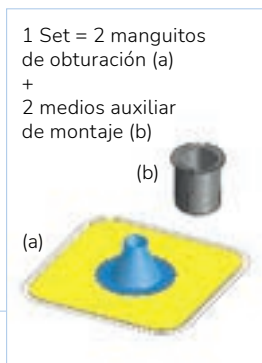 1 Set = 2 manguitos
de obturación (a)
+
2 medios auxiliar
de montaje (b)
(b)
(a)